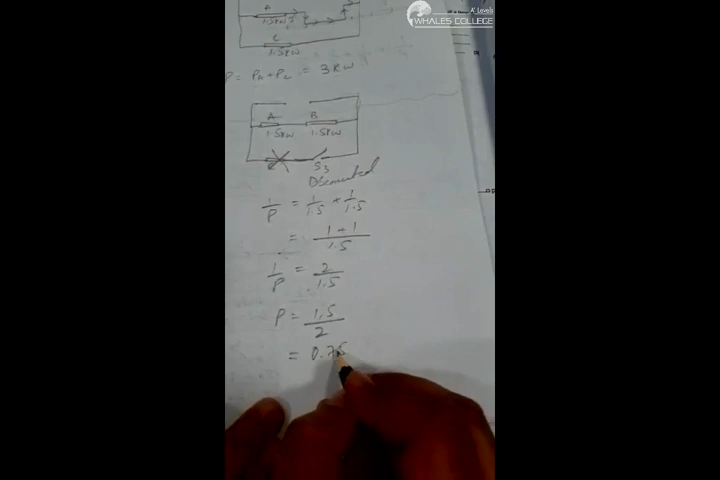 A' Levels
WHALES COLLEGE
A
1.5kW
C
1.5kW
P = PA + PC = 3kW
A B
1.5kW 1.5kW
S3
1/P = 1/1.5 + 1/1.5
= 1+1/1.5
1/P = 2/1.5
P = 1.5/2
= 0.75